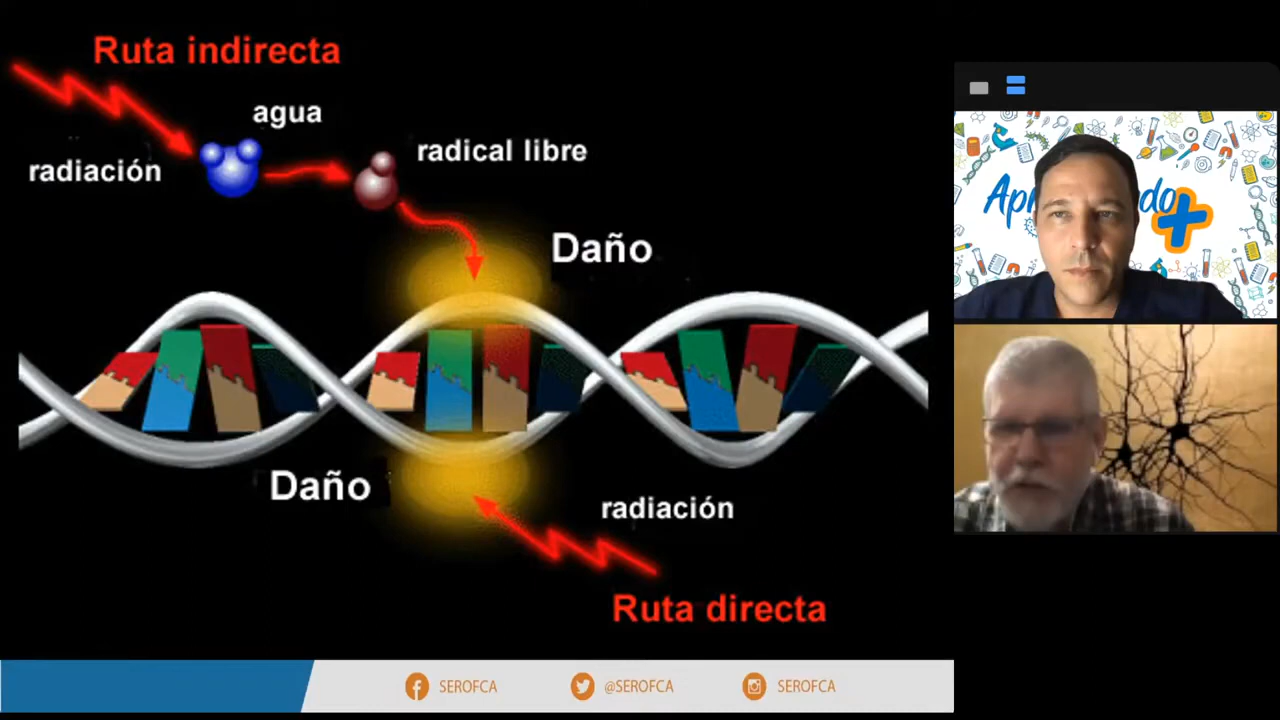 Ruta indirecta
agua
radical libre
radiación
Daño
Daño
radiación
Ruta directa
SEROFCA
@SEROFCA
SEROFCA